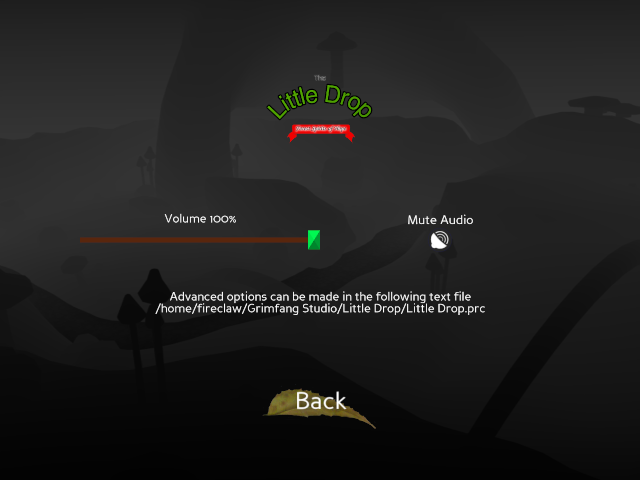 The
Little Drop
Volume 100%
Mute Audio
Advanced options can be made in the following text file
/home/fireclaw/Grimfang Studio/Little Drop/Little Drop.prc
Back